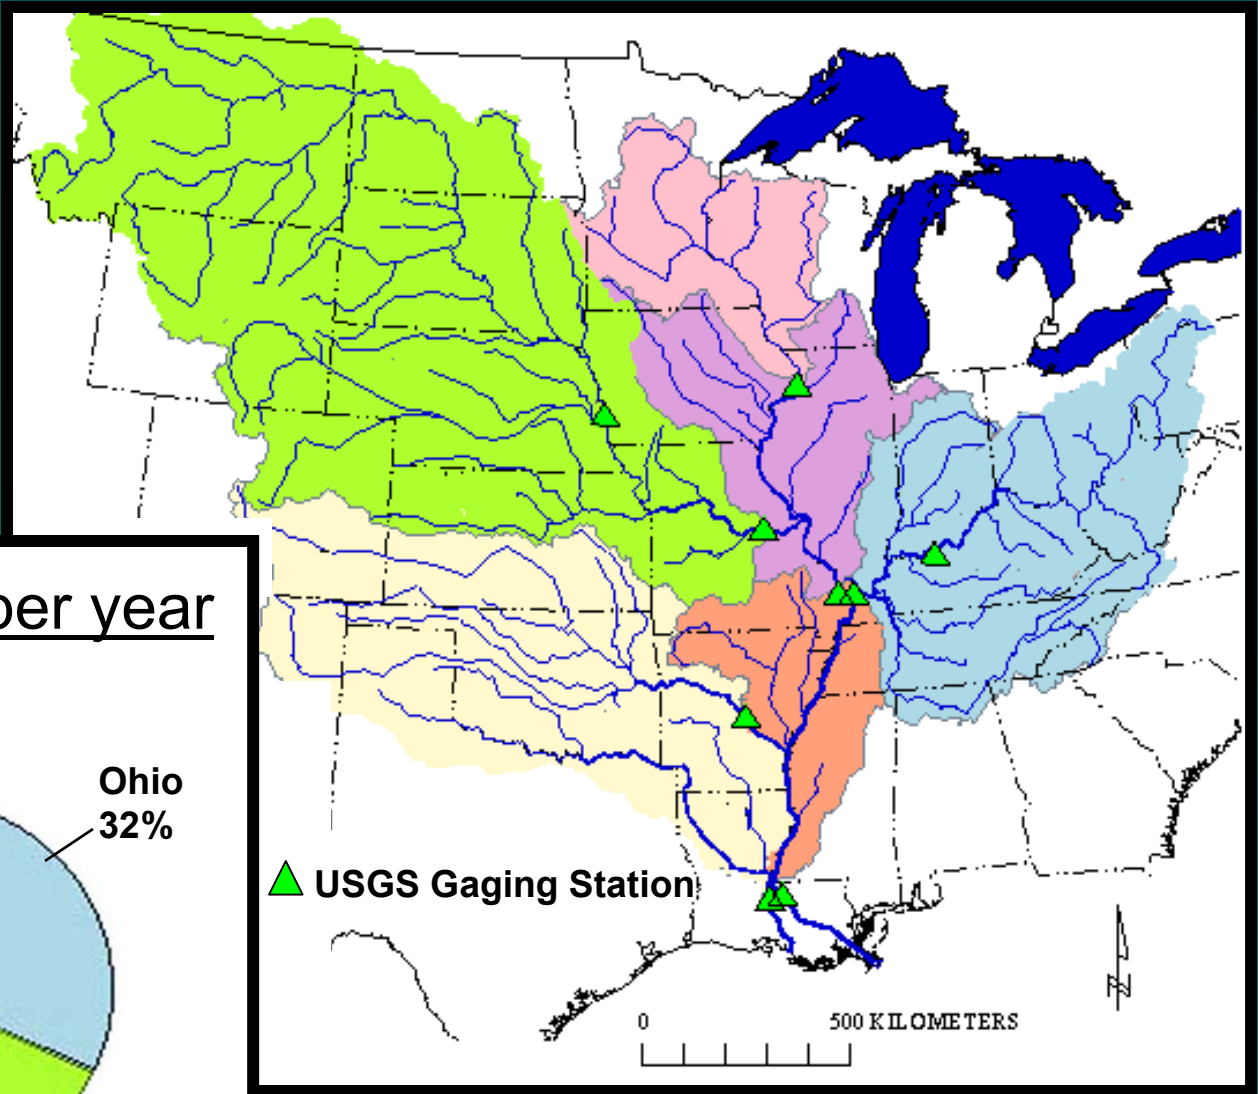 per year
Ohio
32%
USGS Gaging Station
0 500 KILOMETERS
N